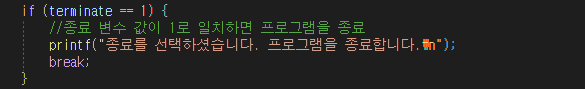 if (terminate == 1) {
//종료 변수 값이 1로 일치하면 프로그램을 종료
printf("종료를 선택하셨습니다. 프로그램을 종료합니다.₩n");
break;
}